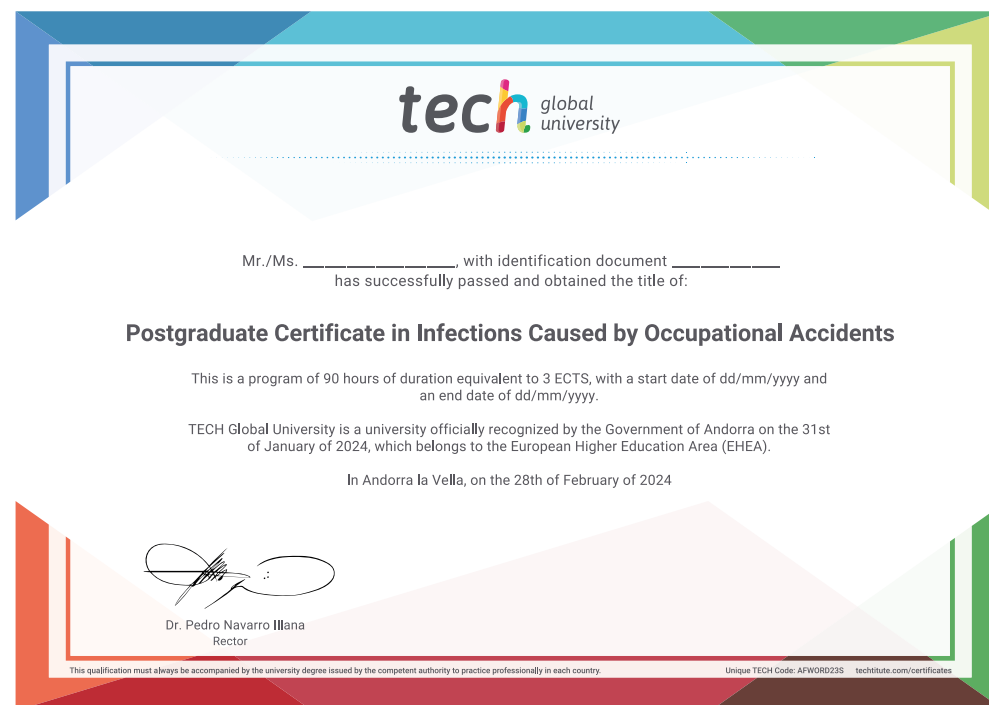 tech global university
Mr./Ms. ________________, with identification document ___________
has successfully passed and obtained the title of:
Postgraduate Certificate in Infections Caused by Occupational Accidents
This is a program of 90 hours of duration equivalent to 3 ECTS, with a start date of dd/mm/yyyy and
an end date of dd/mm/yyyy.
TECH Global University is a university officially recognized by the Government of Andorra on the 31st
of January of 2024, which belongs to the European Higher Education Area (EHEA).
In Andorra la Vella, on the 28th of February of 2024
Dr. Pedro Navarro Illana
Rector
This qualification must always be accompanied by the university degree issued by the competent authority to practice professionally in each country.
Unique TECH Code: AFWORD23S techtitute.com/certificates